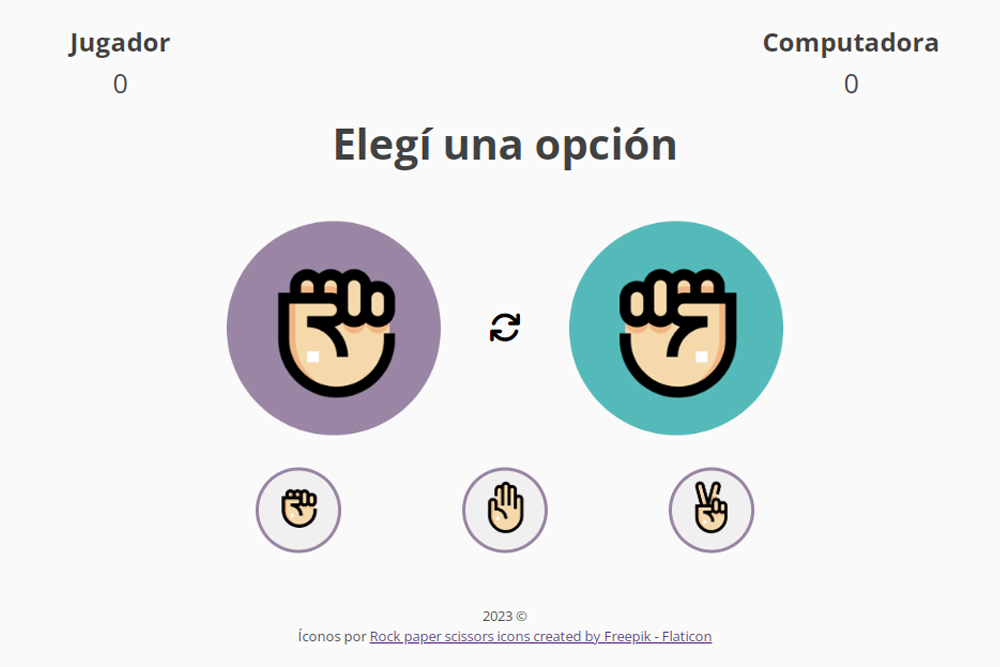 Jugador
Computadora
0
0
Elegí una opción
2023 ©
Íconos por Rock paper scissors icons created by Freepik - Flaticon